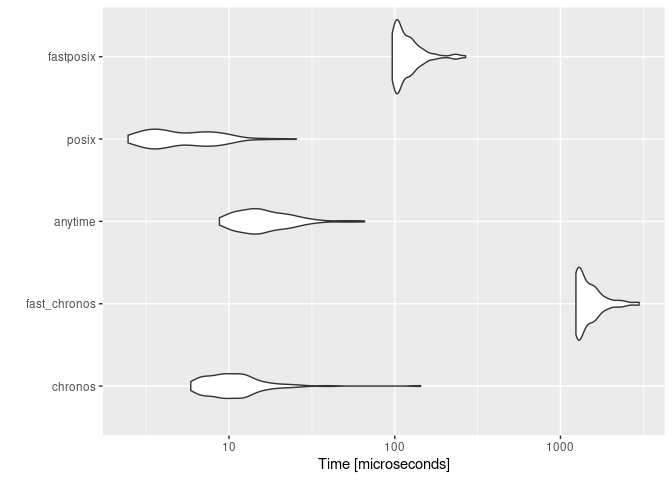 fastposix
posix
anytime
fast_chronos
chronos
10 100 1000
Time [microseconds]